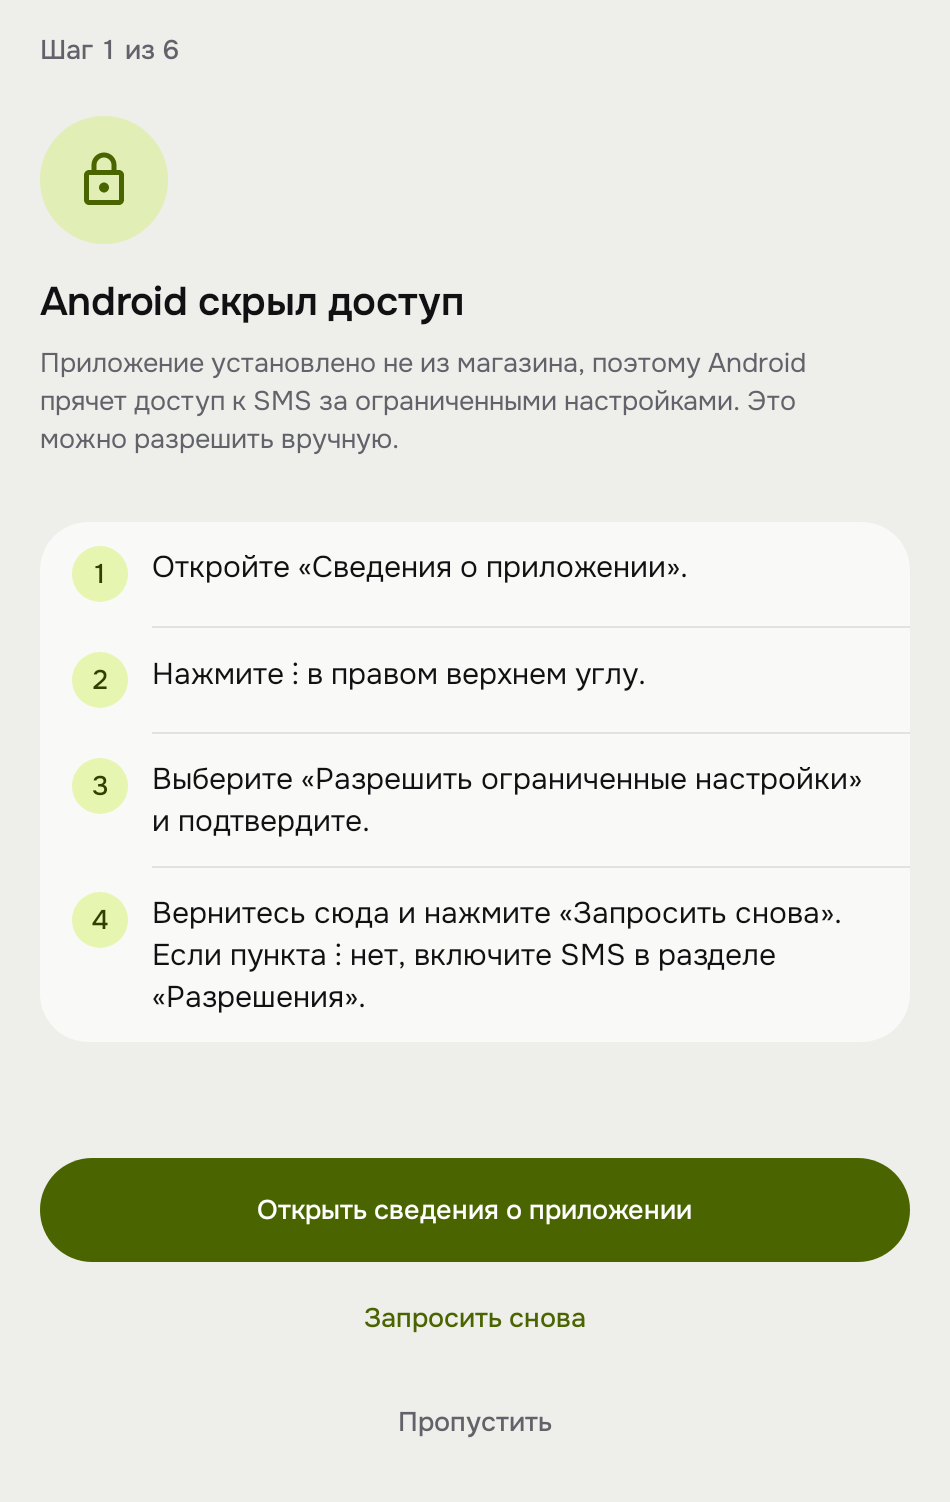 Шаг 1 из 6
Android скрыл доступ
Приложение установлено не из магазина, поэтому Android
прячет доступ к SMS за ограниченными настройками. Это
можно разрешить вручную.
1 Откройте «Сведения о приложении».
2 Нажмите ⋮ в правом верхнем углу.
3 Выберите «Разрешить ограниченные настройки»
и подтвердите.
4 Вернитесь сюда и нажмите «Запросить снова».
Если пункта ⋮ нет, включите SMS в разделе
«Разрешения».
Открыть сведения о приложении
Запросить снова
Пропустить